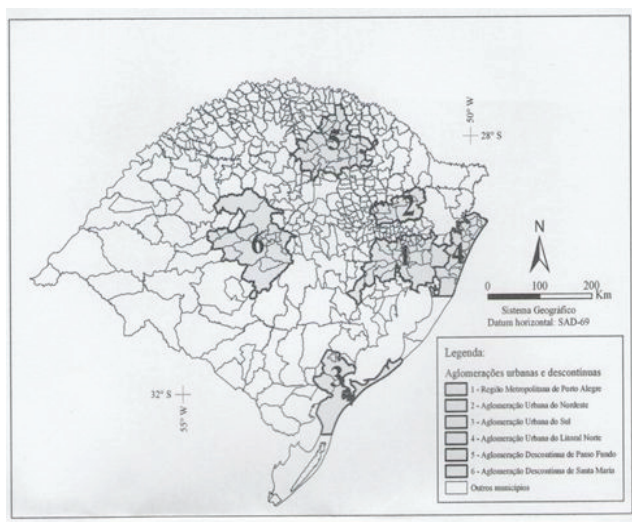 50° W
28° S
5
2
6
1
4
N
0 100 200
Km
Sistema Geográfico
Datum horizontal: SAD-69
3
32° S
55° W
Legenda:
Aglomerações urbanas e descontínuas
1 - Região Metropolitana de Porto Alegre
2 - Aglomeração Urbana do Nordeste
3 - Aglomeração Urbana do Sul
4 - Aglomeração Urbana do Litoral Norte
5 - Aglomeração Descontínua de Passo Fundo
6 - Aglomeração Descontínua de Santa Maria
Outros municípios